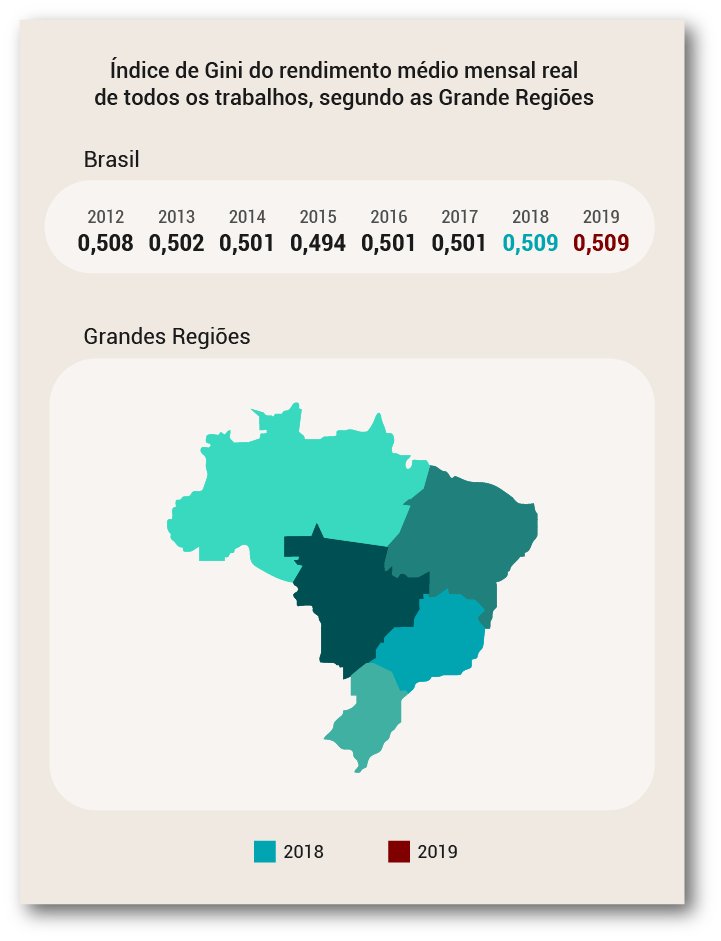 Índice de Gini do rendimento médio mensal real
de todos os trabalhos, segundo as Grande Regiões
Brasil
2012 2013 2014 2015 2016 2017 2018 2019
0,508 0,502 0,501 0,494 0,501 0,501 0,509 0,509
Grandes Regiões
2018 2019